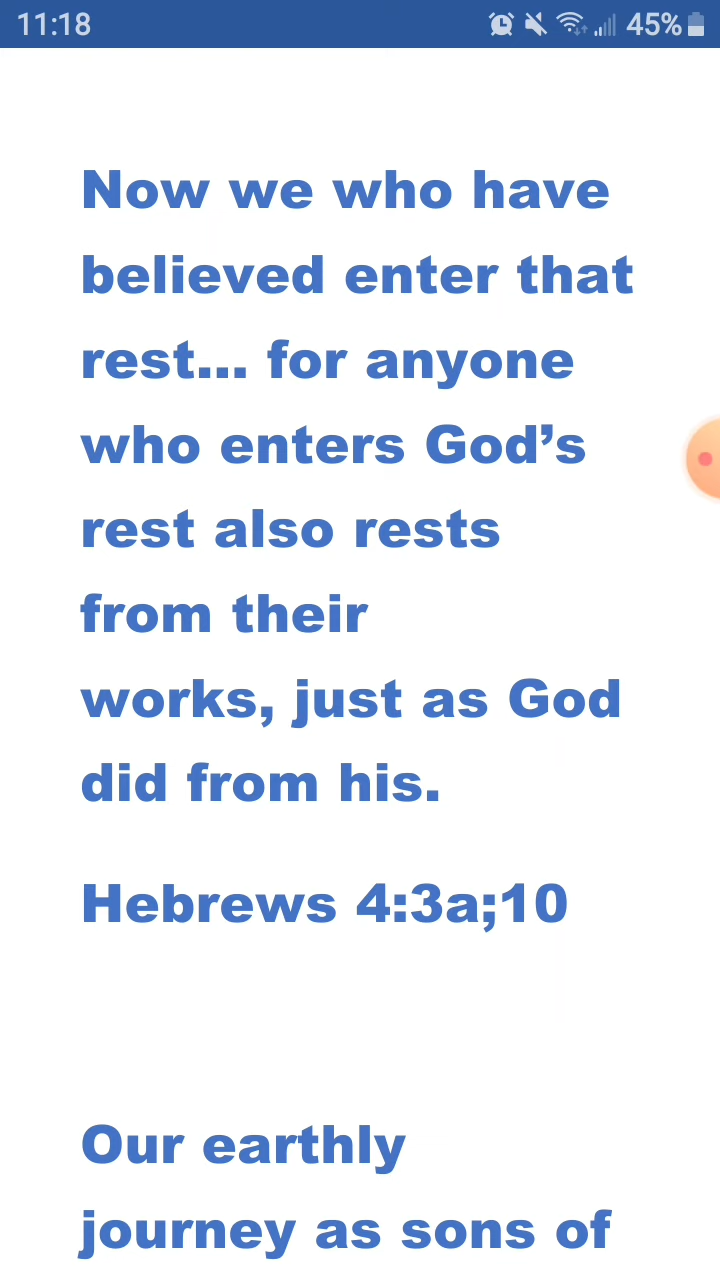 11:18 45%
Now we who have
believed enter that
rest... for anyone
who enters God’s
rest also rests
from their
works, just as God
did from his.
Hebrews 4:3a;10
Our earthly
journey as sons of